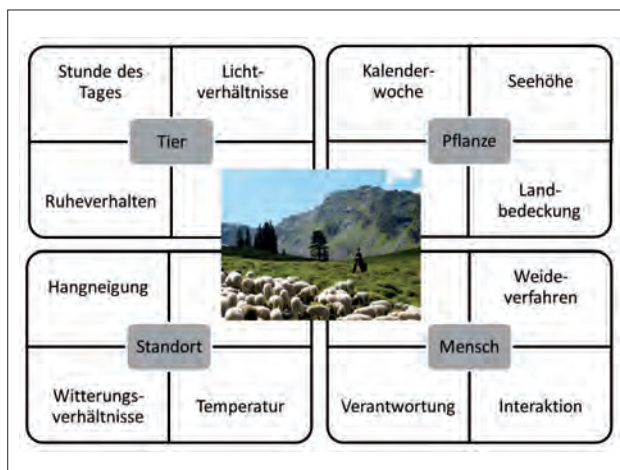 Stunde des
Tages
Licht-
verhältnisse
Tier
Ruheverhalten
Kalender-
woche
Seehöhe
Pflanze
Land-
bedeckung
Hangneigung
Standort
Witterungs-
verhältnisse
Temperatur
Weide-
verfahren
Mensch
Verantwortung
Interaktion